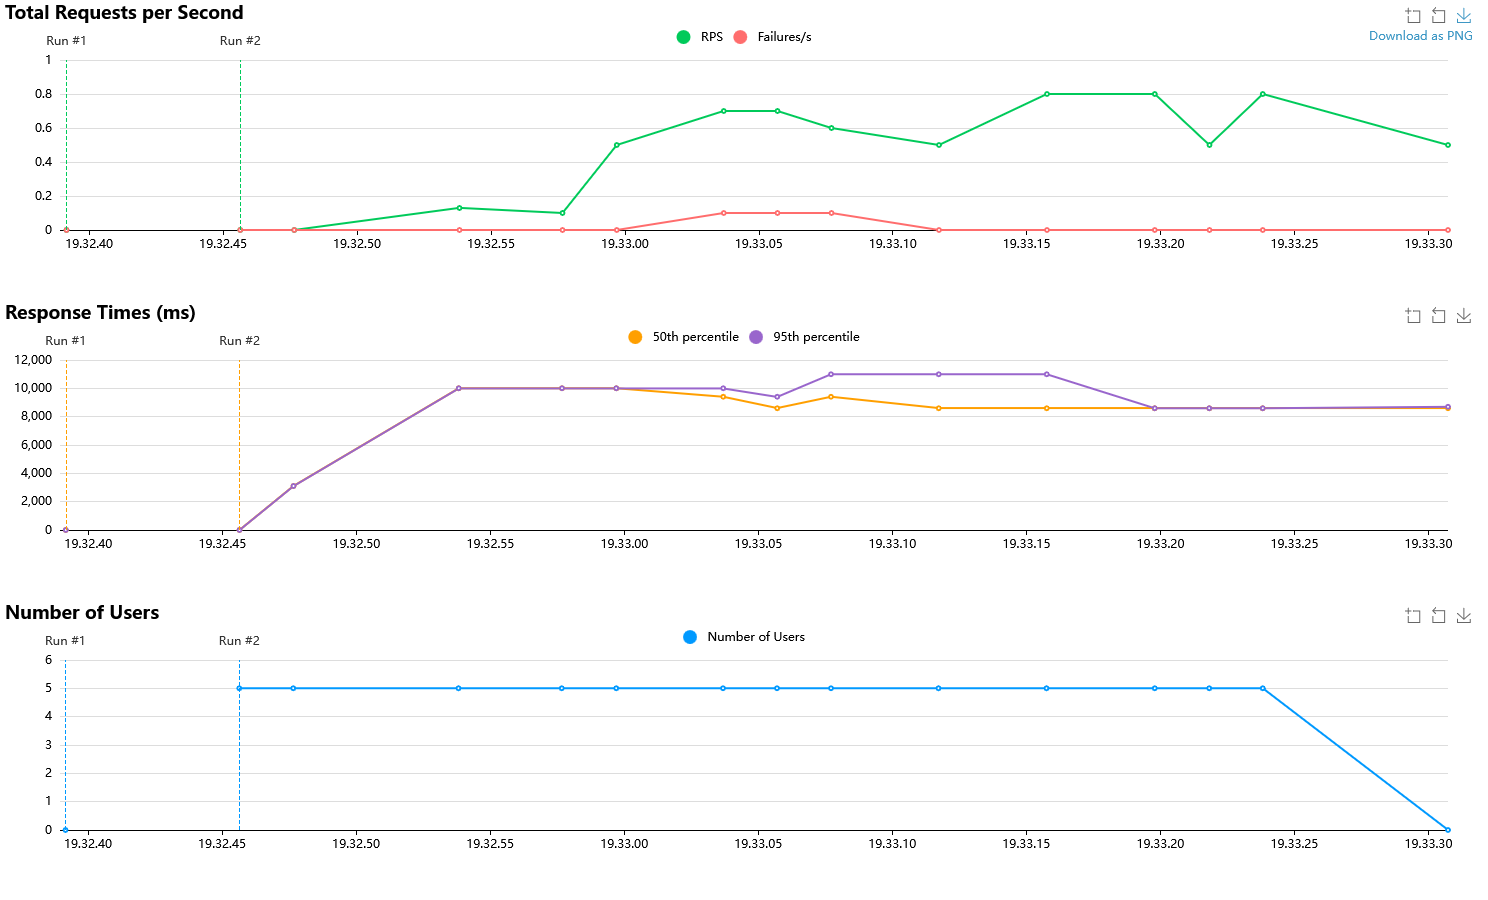 Total Requests per Second
Download as PNG
Run #1 Run #2
RPS Failures/s
1
0.8
0.6
0.4
0.2
0
19.32.40 19.32.45 19.32.50 19.32.55 19.33.00 19.33.05 19.33.10 19.33.15 19.33.20 19.33.25 19.33.30
Response Times (ms)
Run #1 Run #2
50th percentile 95th percentile
12,000
10,000
8,000
6,000
4,000
2,000
0
19.32.40 19.32.45 19.32.50 19.32.55 19.33.00 19.33.05 19.33.10 19.33.15 19.33.20 19.33.25 19.33.30
Number of Users
Run #1 Run #2
Number of Users
6
5
4
3
2
1
0
19.32.40 19.32.45 19.32.50 19.32.55 19.33.00 19.33.05 19.33.10 19.33.15 19.33.20 19.33.25 19.33.30